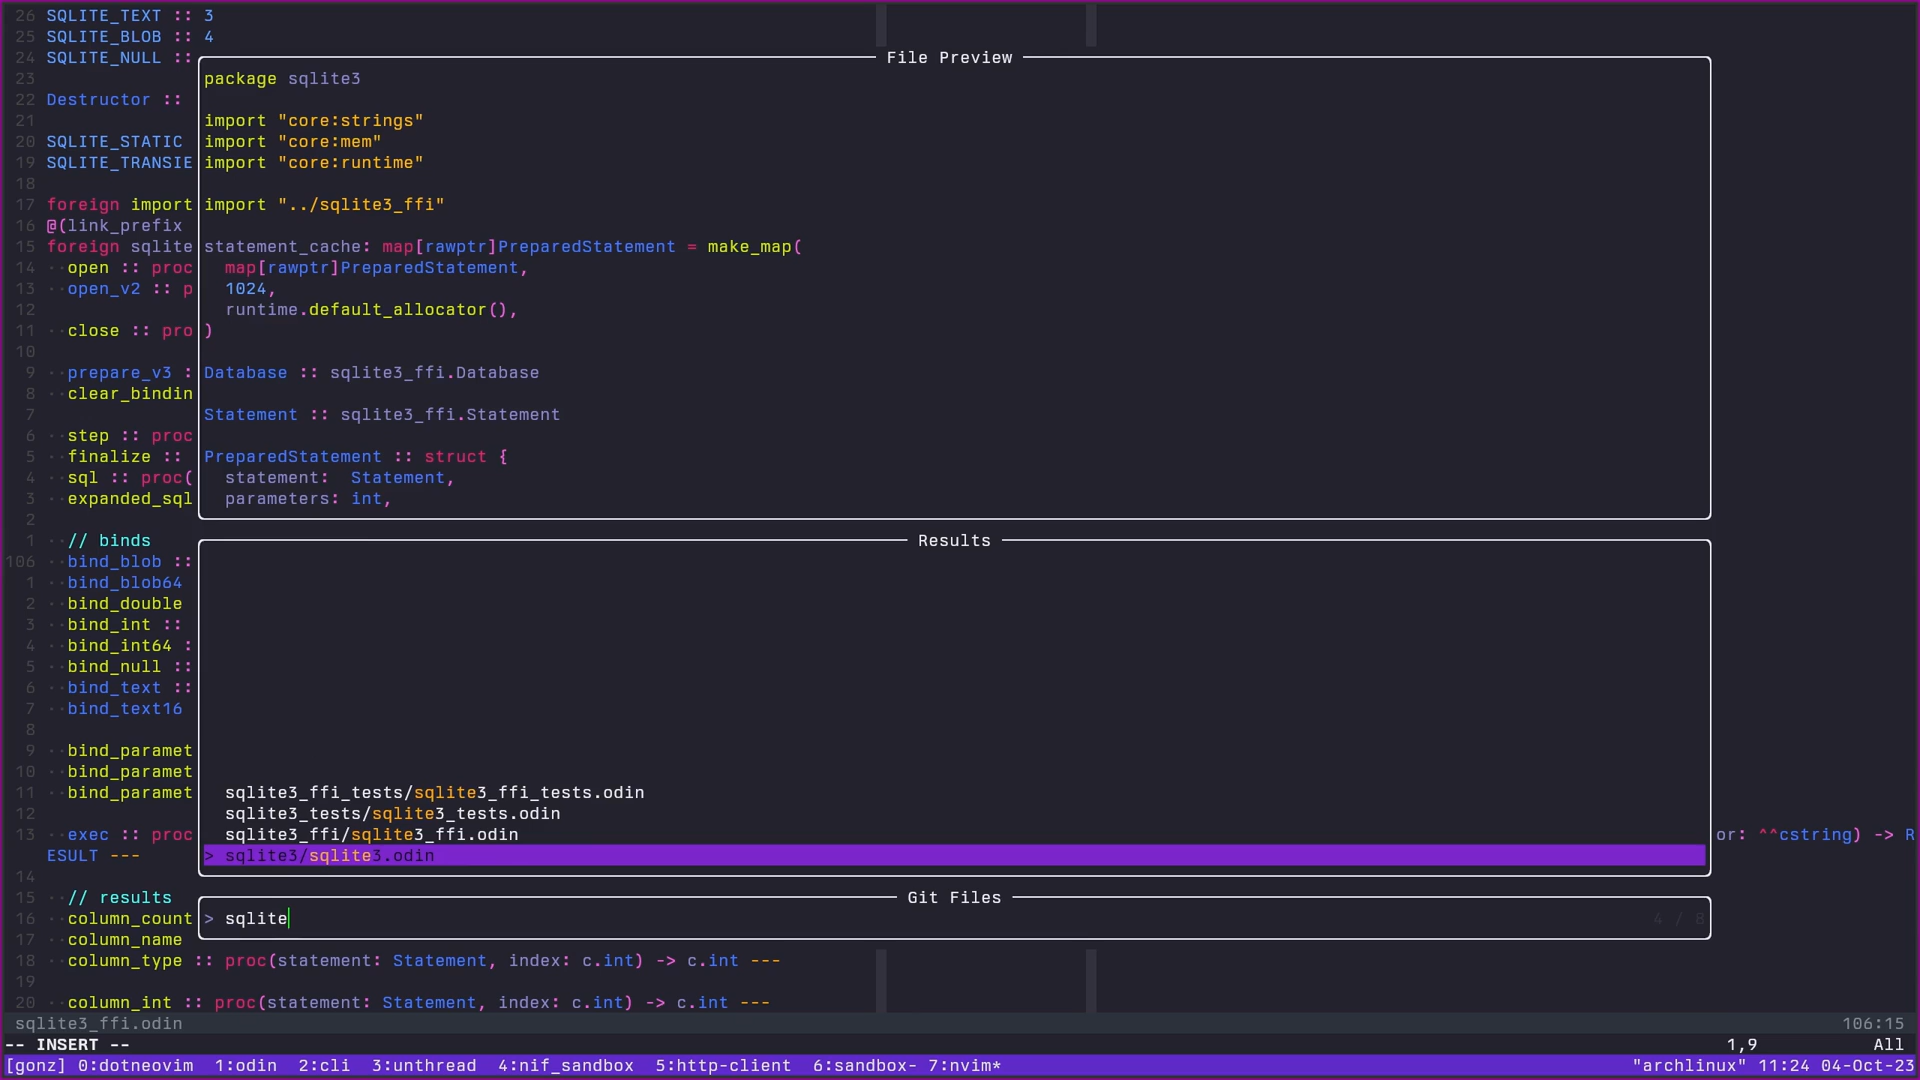 26 SQLITE_TEXT :: 3
25 SQLITE_BLOB :: 4
24 SQLITE_NULL ::
File Preview
23
package sqlite3
22 Destructor ::
21
import "core:strings"
20 SQLITE_STATIC
import "core:mem"
19 SQLITE_TRANSIE
import "core:runtime"
18
17 foreign import
import "../sqlite3_ffi"
16 @(link_prefix
15 foreign sqlite
statement_cache: map[rawptr]PreparedStatement = make_map(
14 ··open :: proc
map[rawptr]PreparedStatement,
13 ··open_v2 :: p
1024,
12
runtime.default_allocator(),
11 ··close :: pro
)
10
9 ··prepare_v3 :
Database :: sqlite3_ffi.Database
8 ··clear_bindin
7
Statement :: sqlite3_ffi.Statement
6 ··step :: proc
5 ··finalize ::
PreparedStatement :: struct {
4 ··sql :: proc(
statement:  Statement,
3 ··expanded_sql
parameters: int,
2
1 ··// binds
Results
106 ··bind_blob ::
1 ··bind_blob64
2 ··bind_double
3 ··bind_int ::
4 ··bind_int64 :
5 ··bind_null ::
6 ··bind_text ::
7 ··bind_text16
8
9 ··bind_paramet
10 ··bind_paramet
11 ··bind_paramet
sqlite3_ffi_tests/sqlite3_ffi_tests.odin
12
sqlite3_tests/sqlite3_tests.odin
13 ··exec :: proc
sqlite3_ffi/sqlite3_ffi.odin
or: ^^cstring) -> R
ESULT ---
> sqlite3/sqlite3.odin
14
15 ··// results
Git Files
16 ··column_count
> sqlite
4 / 8
17 ··column_name
18 ··column_type :: proc(statement: Statement, index: c.int) -> c.int ---
19
20 ··column_int :: proc(statement: Statement, index: c.int) -> c.int ---
sqlite3_ffi.odin 106:15
-- INSERT -- 1,9 All
[gonz] 0:dotneovim 1:odin 2:cli 3:unthread 4:nif_sandbox 5:http-client 6:sandbox- 7:nvim* "archlinux" 11:24 04-Oct-23